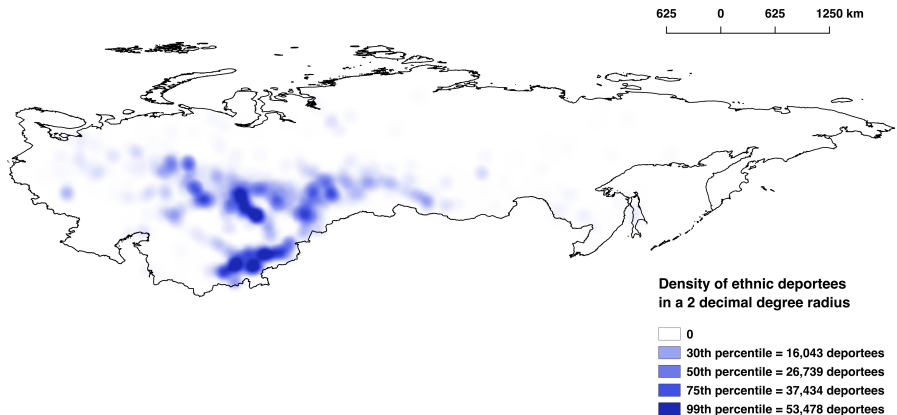 625 0 625 1250 km
Density of ethnic deportees
in a 2 decimal degree radius
0
30th percentile = 16,043 deportees
50th percentile = 26,739 deportees
75th percentile = 37,434 deportees
99th percentile = 53,478 deportees